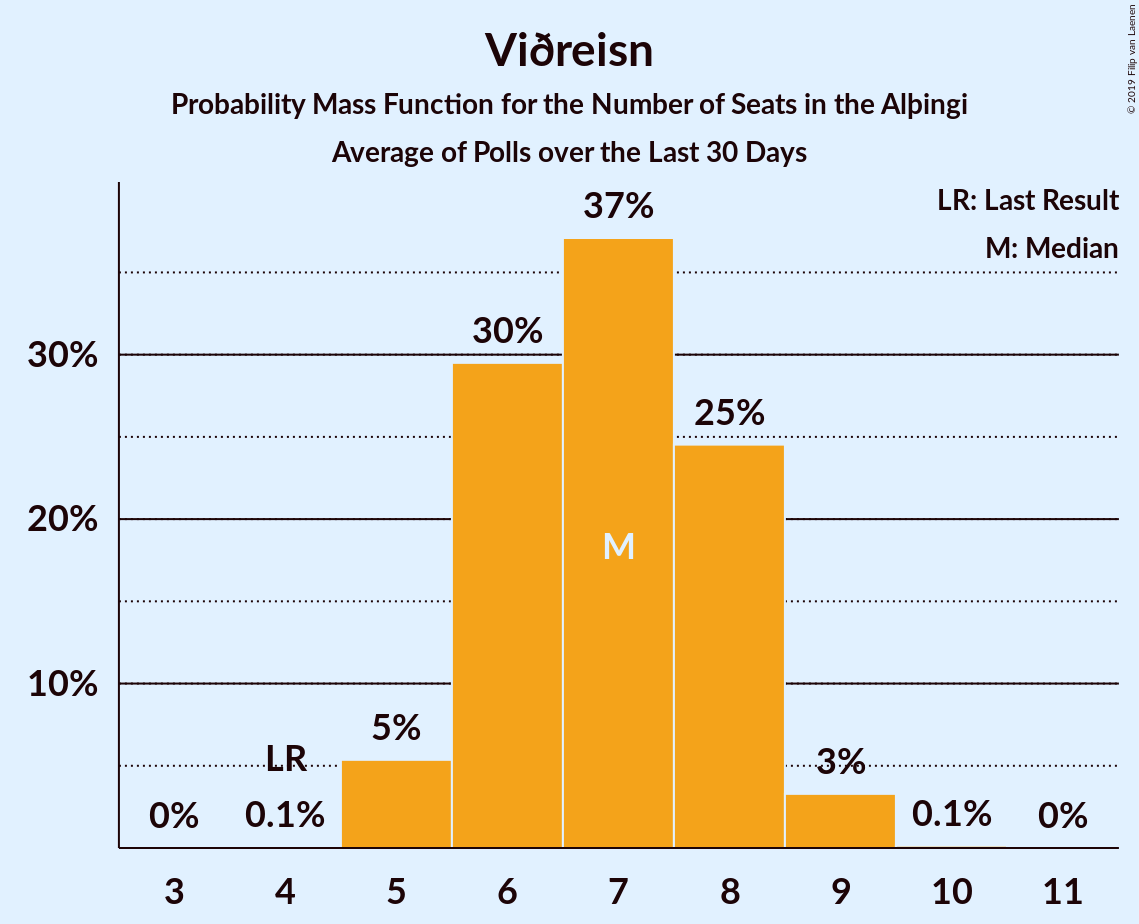 Viðreisn
Probability Mass Function for the Number of Seats in the Alþingi
Average of Polls over the Last 30 Days
© 2019 Filip van Laenen
LR: Last Result
M: Median
37%
30%
30%
25%
20%
M
10%
5%
LR
3%
0%
0.1%
0.1%
0%
3 4 5 6 7 8 9 10 11